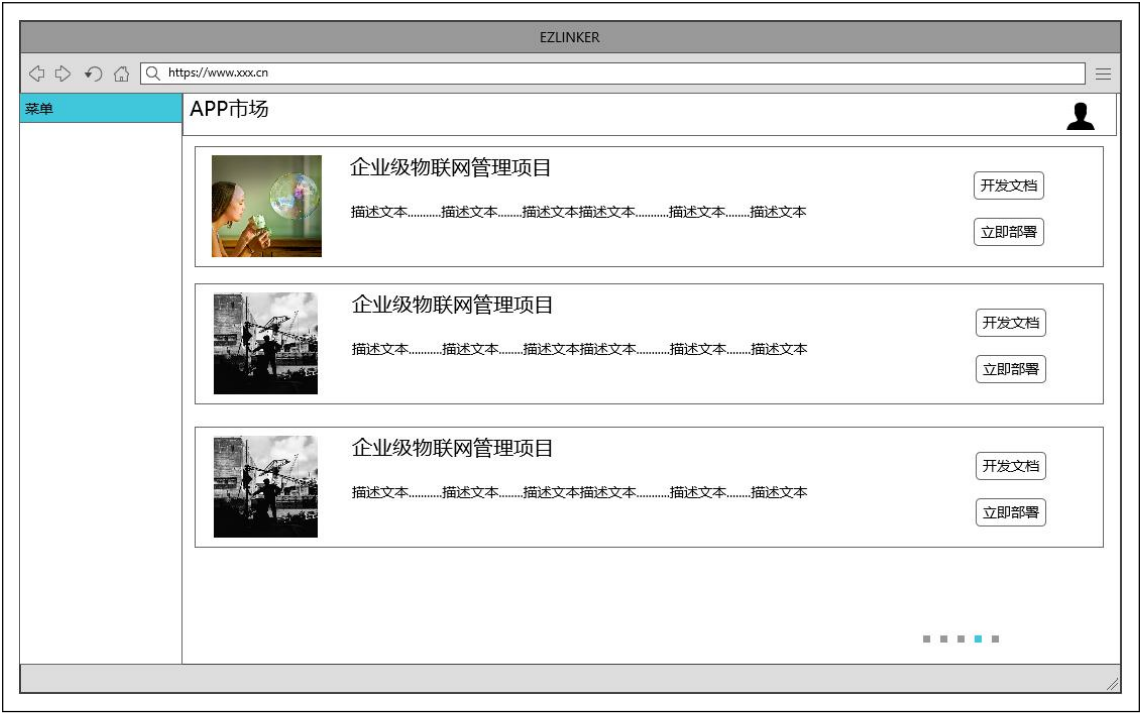 EZLINKER
https://www.xxx.cn
菜单
APP市场
企业级物联网管理项目
开发文档
描述文本..........描述文本.......描述文本描述文本..........描述文本.......描述文本
立即部署
企业级物联网管理项目
开发文档
描述文本..........描述文本.......描述文本描述文本..........描述文本.......描述文本
立即部署
企业级物联网管理项目
开发文档
描述文本..........描述文本.......描述文本描述文本..........描述文本.......描述文本
立即部署